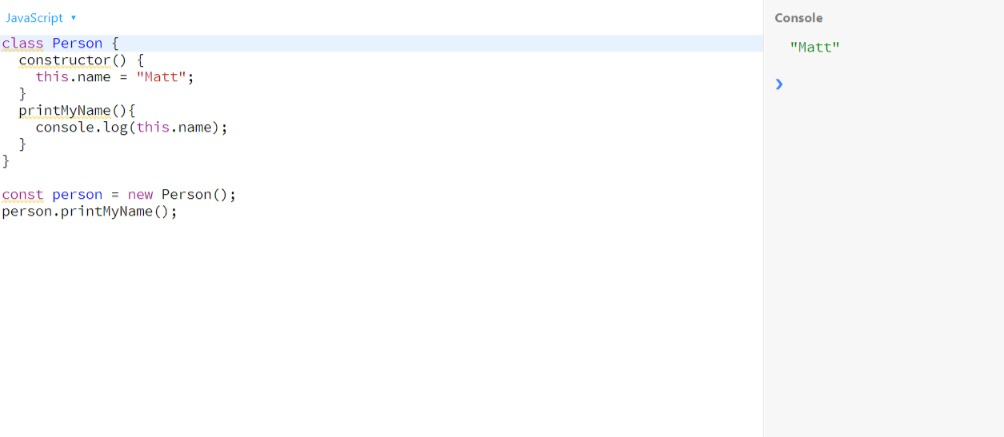 JavaScript ▾
class Person {
  constructor() {
    this.name = "Matt";
  }
  printMyName(){
    console.log(this.name);
  }
}
const person = new Person();
person.printMyName();
Console
"Matt"
❯